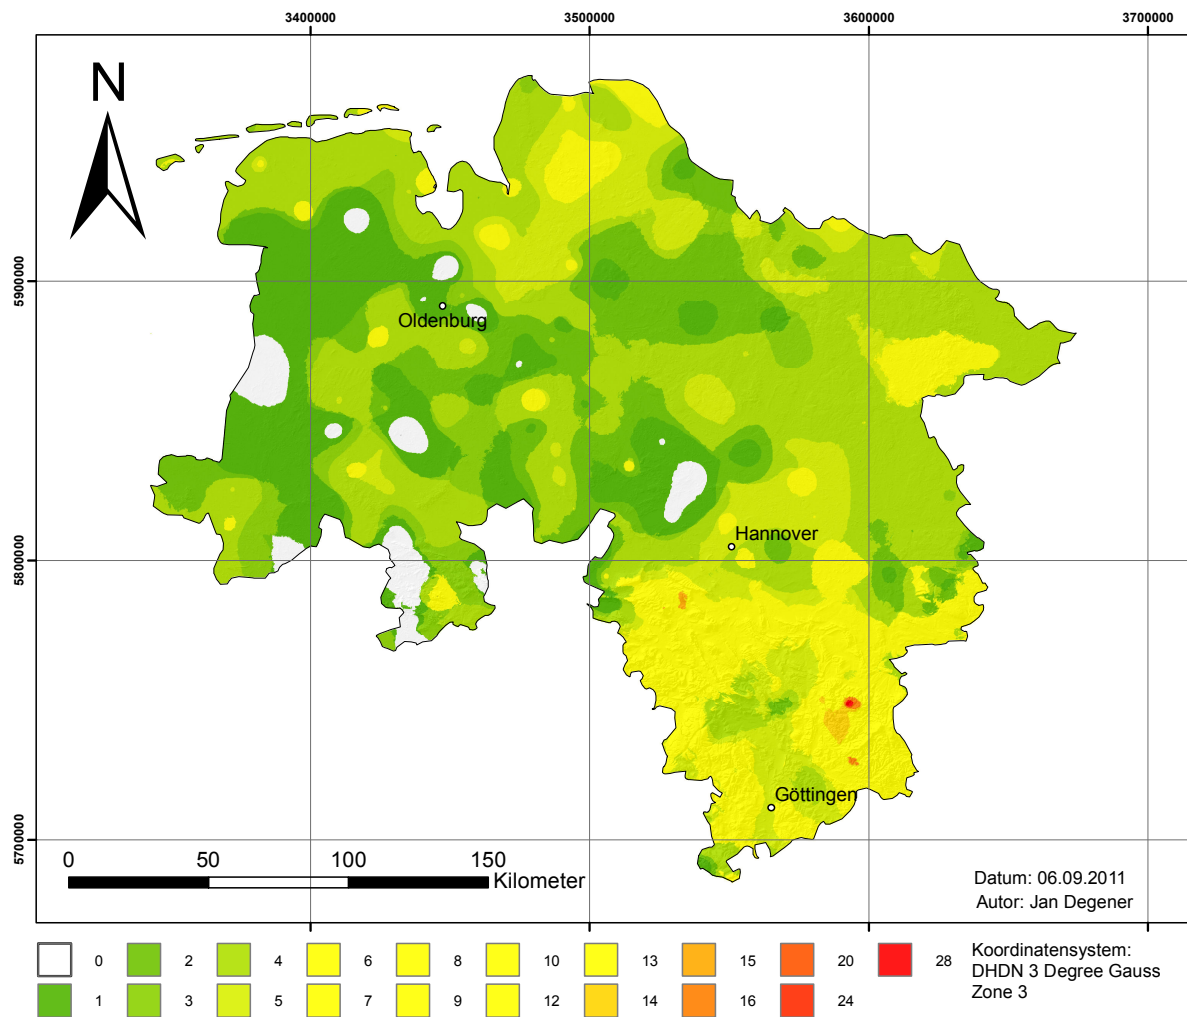 3400000 3500000 3600000 3700000
N
5900000
Oldenburg
Hannover
5800000
Göttingen
5700000
0 50 100 150
Kilometer
Datum: 06.09.2011
Autor: Jan Degener
0 2 4 6 8 10 13 15 20 28
1 3 5 7 9 12 14 16 24
Koordinatensystem:
DHDN 3 Degree Gauss
Zone 3